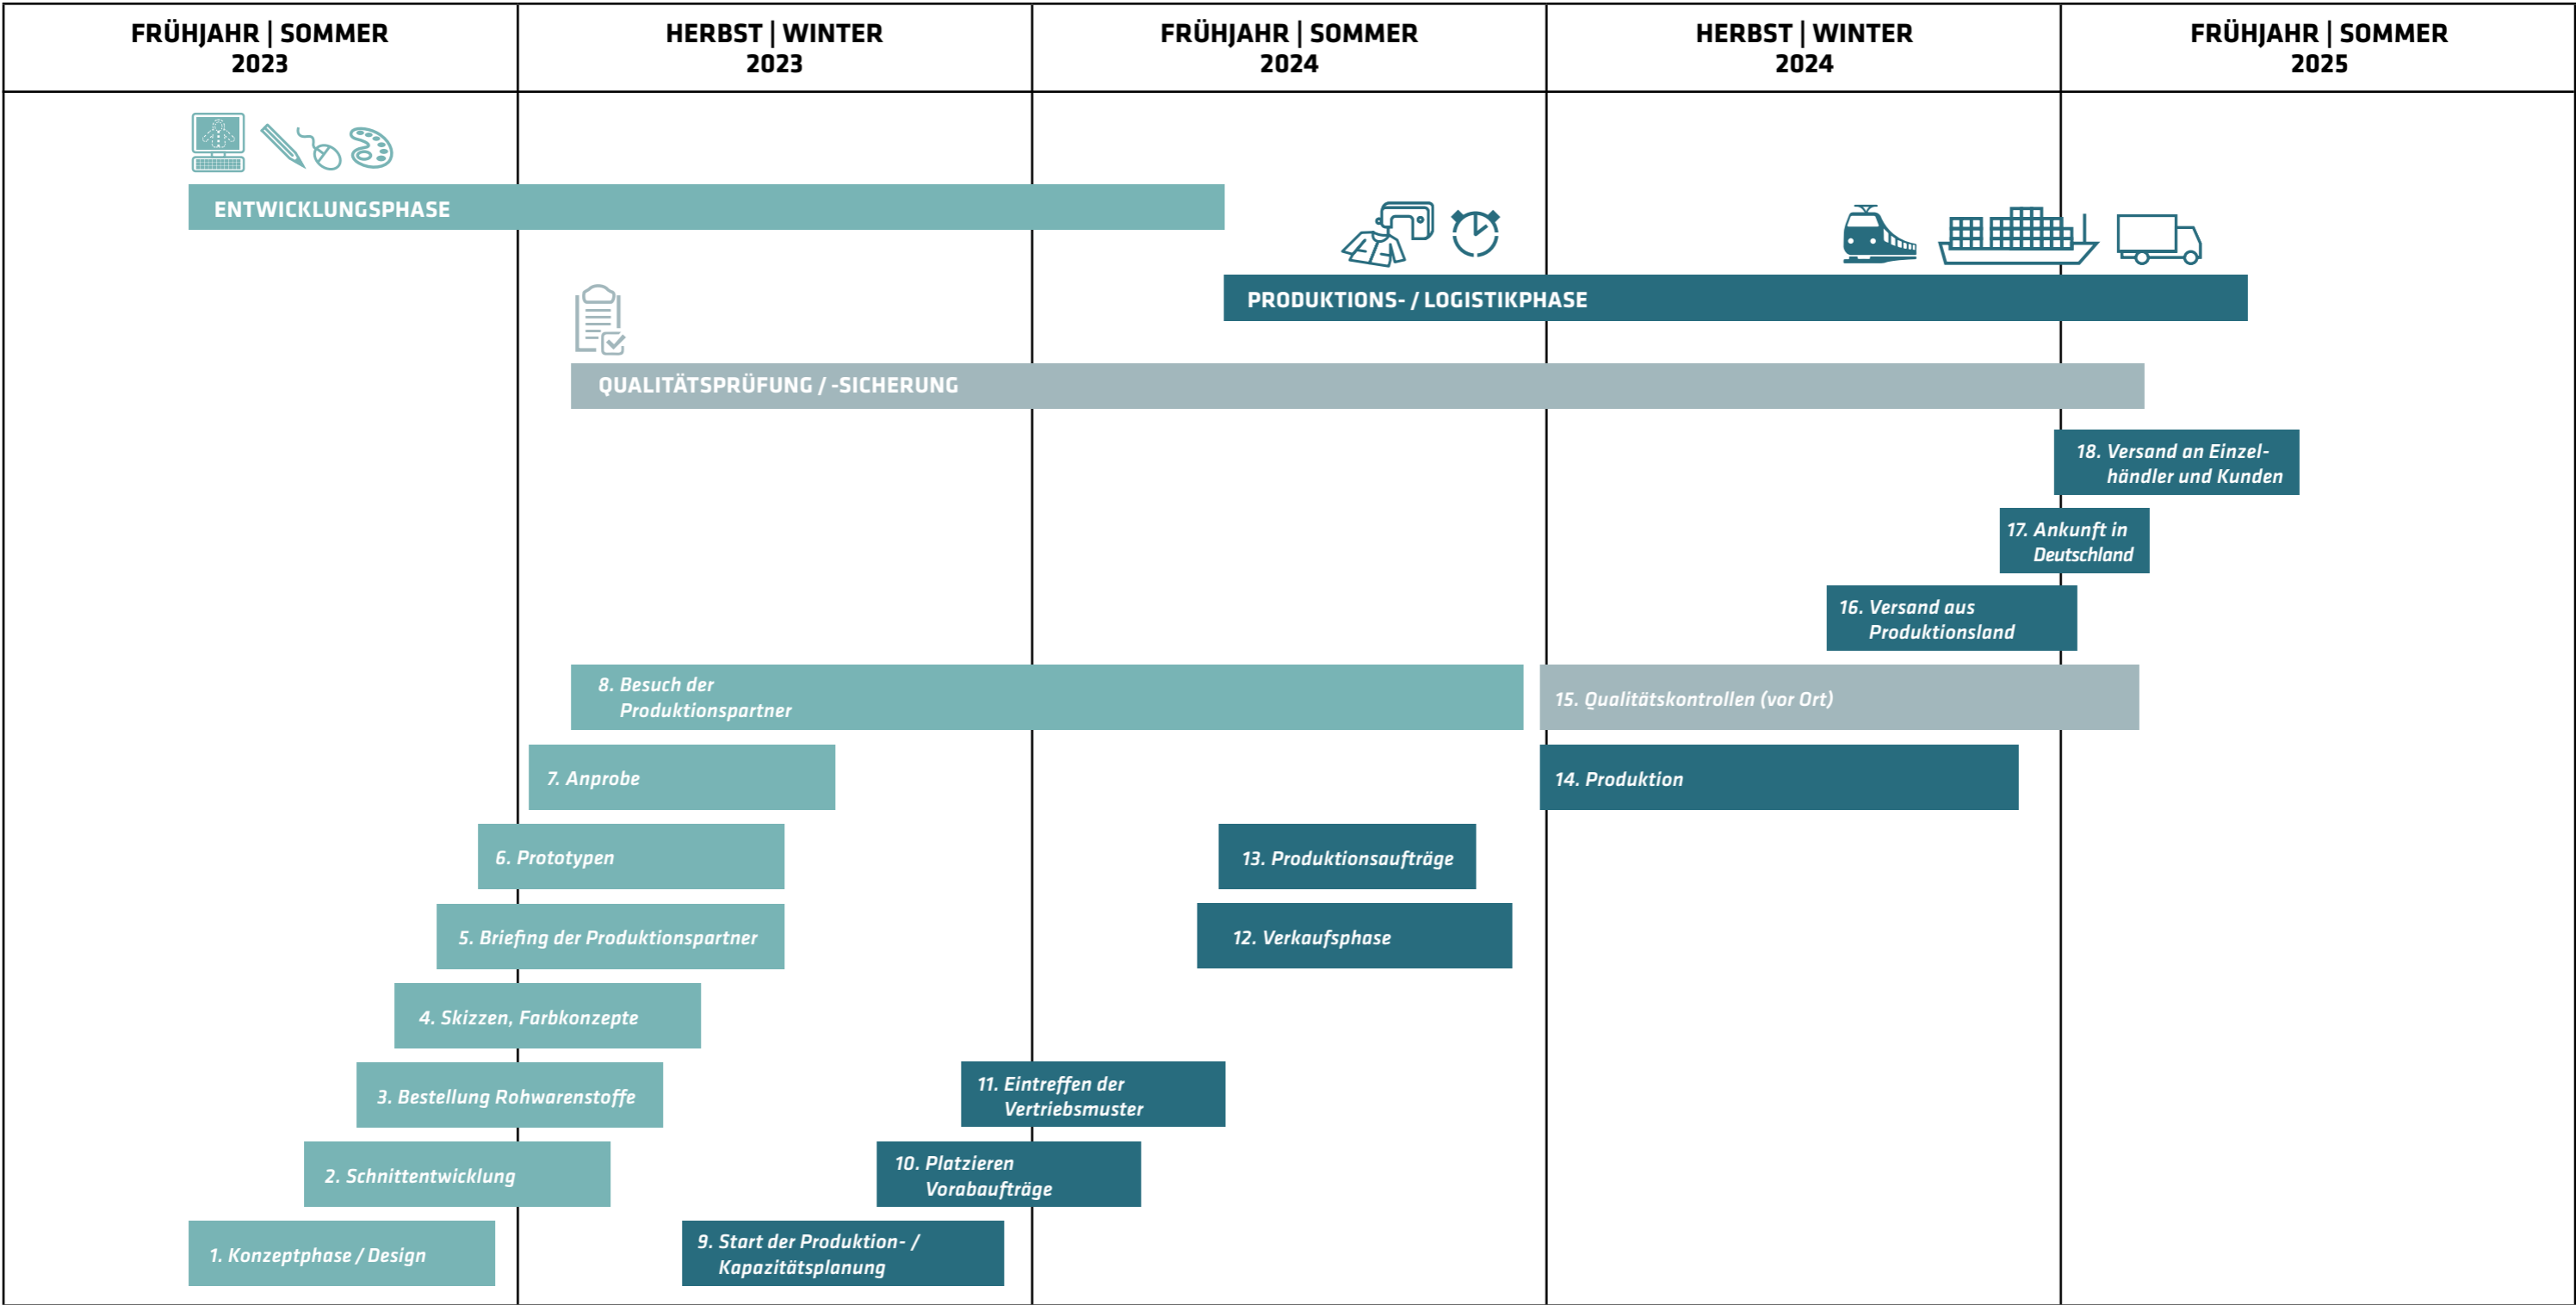 FRÜHJAHR | SOMMER
2023
HERBST | WINTER
2023
FRÜHJAHR | SOMMER
2024
HERBST | WINTER
2024
FRÜHJAHR | SOMMER
2025
ENTWICKLUNGSPHASE
PRODUKTIONS- / LOGISTIKPHASE
QUALITÄTSPRÜFUNG / -SICHERUNG
18. Versand an Einzel-
händler und Kunden
17. Ankunft in
Deutschland
16. Versand aus
Produktionsland
8. Besuch der
Produktionspartner
15. Qualitätskontrollen (vor Ort)
7. Anprobe
14. Produktion
6. Prototypen
13. Produktionsaufträge
5. Briefing der Produktionspartner
12. Verkaufsphase
4. Skizzen, Farbkonzepte
3. Bestellung Rohwarenstoffe
11. Eintreffen der
Vertriebsmuster
2. Schnittentwicklung
10. Platzieren
Vorabaufträge
1. Konzeptphase / Design
9. Start der Produktion- /
Kapazitätsplanung